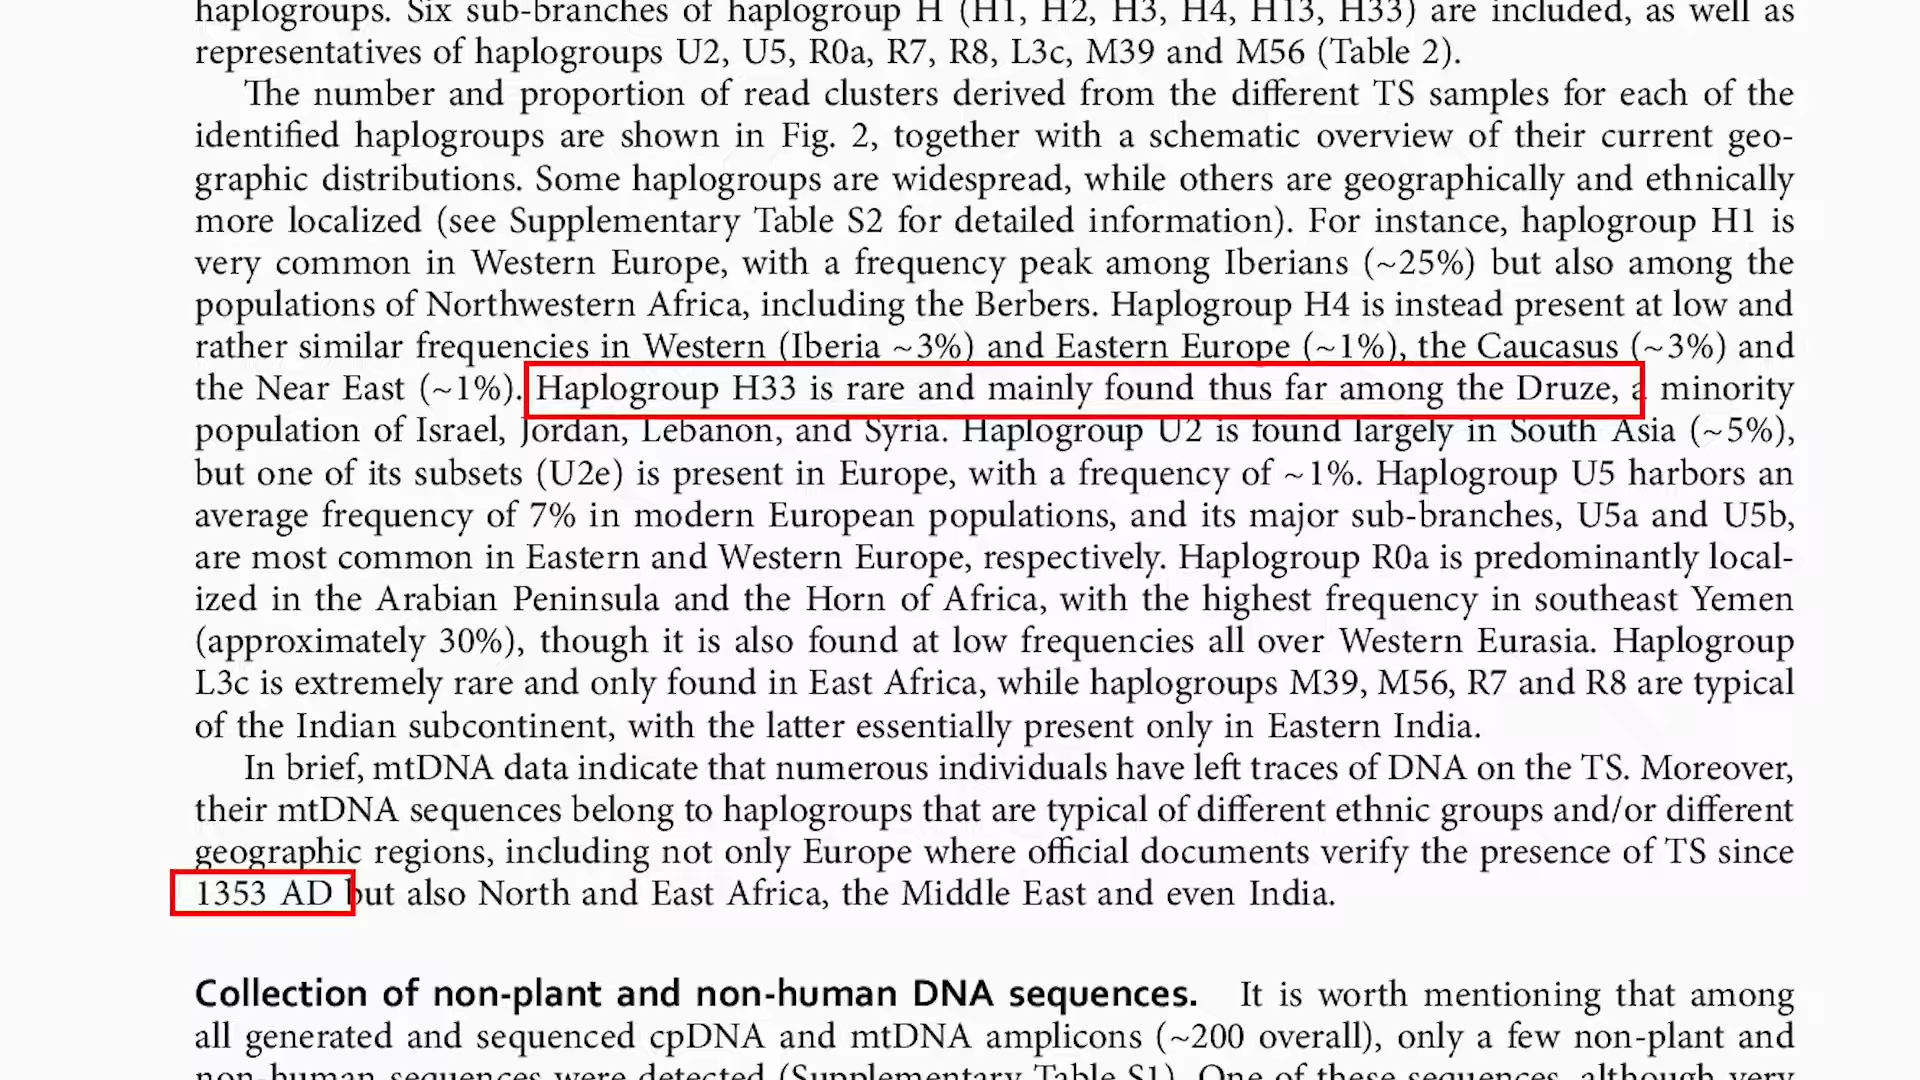 haplogroups. Six sub-branches of haplogroup H (H1, H2, H3, H4, H13, H33) are included, as well as
representatives of haplogroups U2, U5, R0a, R7, R8, L3c, M39 and M56 (Table 2).
The number and proportion of read clusters derived from the different TS samples for each of the
identified haplogroups are shown in Fig. 2, together with a schematic overview of their current geo-
graphic distributions. Some haplogroups are widespread, while others are geographically and ethnically
more localized (see Supplementary Table S2 for detailed information). For instance, haplogroup H1 is
very common in Western Europe, with a frequency peak among Iberians (~25%) but also among the
populations of Northwestern Africa, including the Berbers. Haplogroup H4 is instead present at low and
rather similar frequencies in Western (Iberia ~3%) and Eastern Europe (~1%), the Caucasus (~3%) and
the Near East (~1%). Haplogroup H33 is rare and mainly found thus far among the Druze, a minority
population of Israel, Jordan, Lebanon, and Syria. Haplogroup U2 is found largely in South Asia (~5%),
but one of its subsets (U2e) is present in Europe, with a frequency of ~1%. Haplogroup U5 harbors an
average frequency of 7% in modern European populations, and its major sub-branches, U5a and U5b,
are most common in Eastern and Western Europe, respectively. Haplogroup R0a is predominantly local-
ized in the Arabian Peninsula and the Horn of Africa, with the highest frequency in southeast Yemen
(approximately 30%), though it is also found at low frequencies all over Western Eurasia. Haplogroup
L3c is extremely rare and only found in East Africa, while haplogroups M39, M56, R7 and R8 are typical
of the Indian subcontinent, with the latter essentially present only in Eastern India.
In brief, mtDNA data indicate that numerous individuals have left traces of DNA on the TS. Moreover,
their mtDNA sequences belong to haplogroups that are typical of different ethnic groups and/or different
geographic regions, including not only Europe where official documents verify the presence of TS since
1353 AD but also North and East Africa, the Middle East and even India.
Collection of non-plant and non-human DNA sequences. It is worth mentioning that among
all generated and sequenced cpDNA and mtDNA amplicons (~200 overall), only a few non-plant and
non-human sequences were detected (Supplementary Table S1). One of these sequences, although very